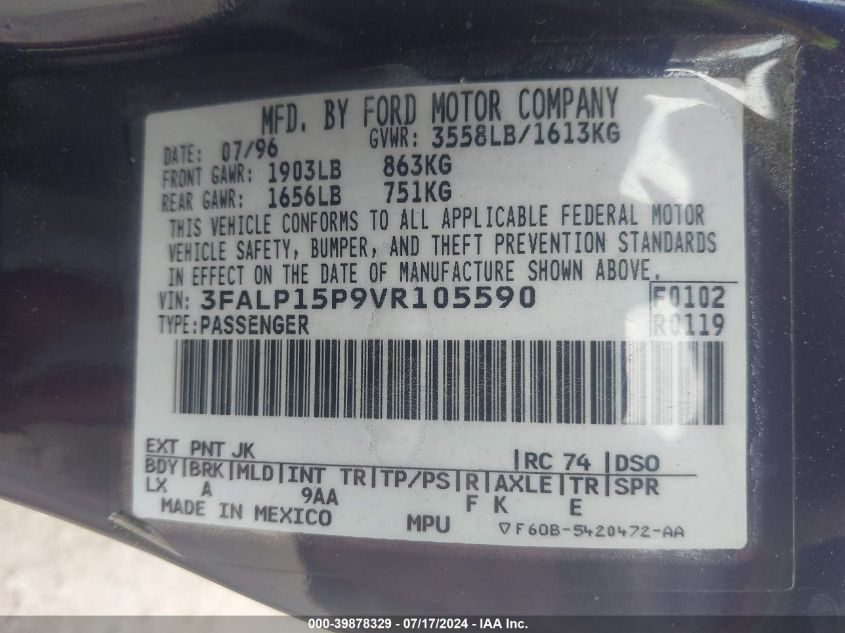 MFD. BY FORD MOTOR COMPANY
DATE: 07/96 GVWR: 3558LB/1613KG
FRONT GAWR: 1903LB 863KG
REAR GAWR: 1656LB 751KG
THIS VEHICLE CONFORMS TO ALL APPLICABLE FEDERAL MOTOR
VEHICLE SAFETY, BUMPER, AND THEFT PREVENTION STANDARDS
IN EFFECT ON THE DATE OF MANUFACTURE SHOWN ABOVE.
VIN: 3FALP15P9VR105590 F0102
TYPE: PASSENGER R0119
EXT PNT JK RC 74 DSO
BDY BRK MLD INT TR TP/PS R AXLE TR SPR
LX A 9AA F K E
MADE IN MEXICO MPU ▽F60B-5420472-AA
000-39878329 - 07/17/2024 - IAA Inc.